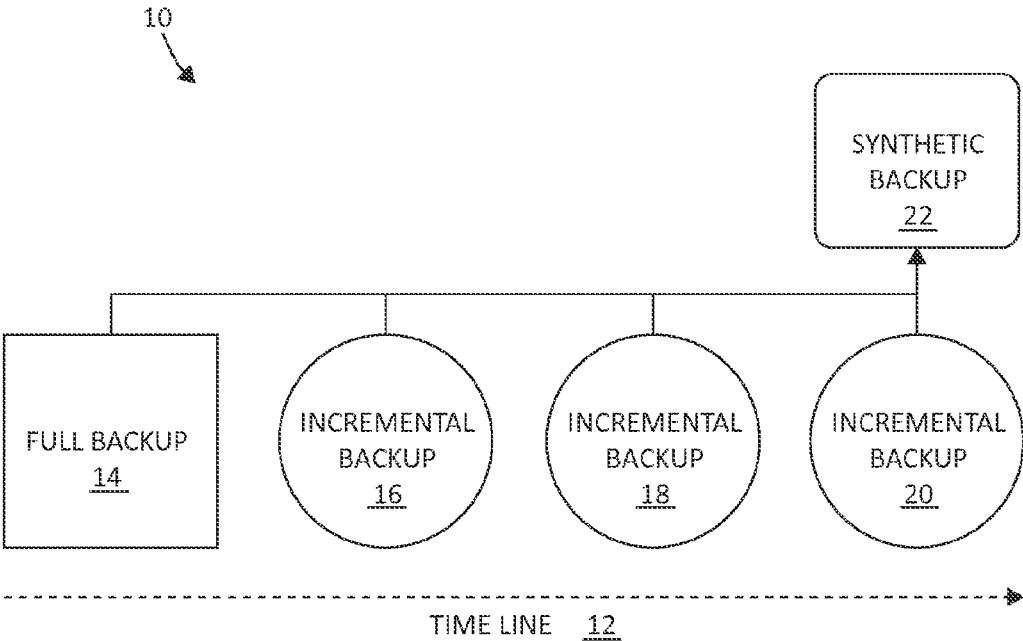 10
SYNTHETIC
BACKUP
22
FULL BACKUP
14
INCREMENTAL
BACKUP
16
INCREMENTAL
BACKUP
18
INCREMENTAL
BACKUP
20
TIME LINE 12